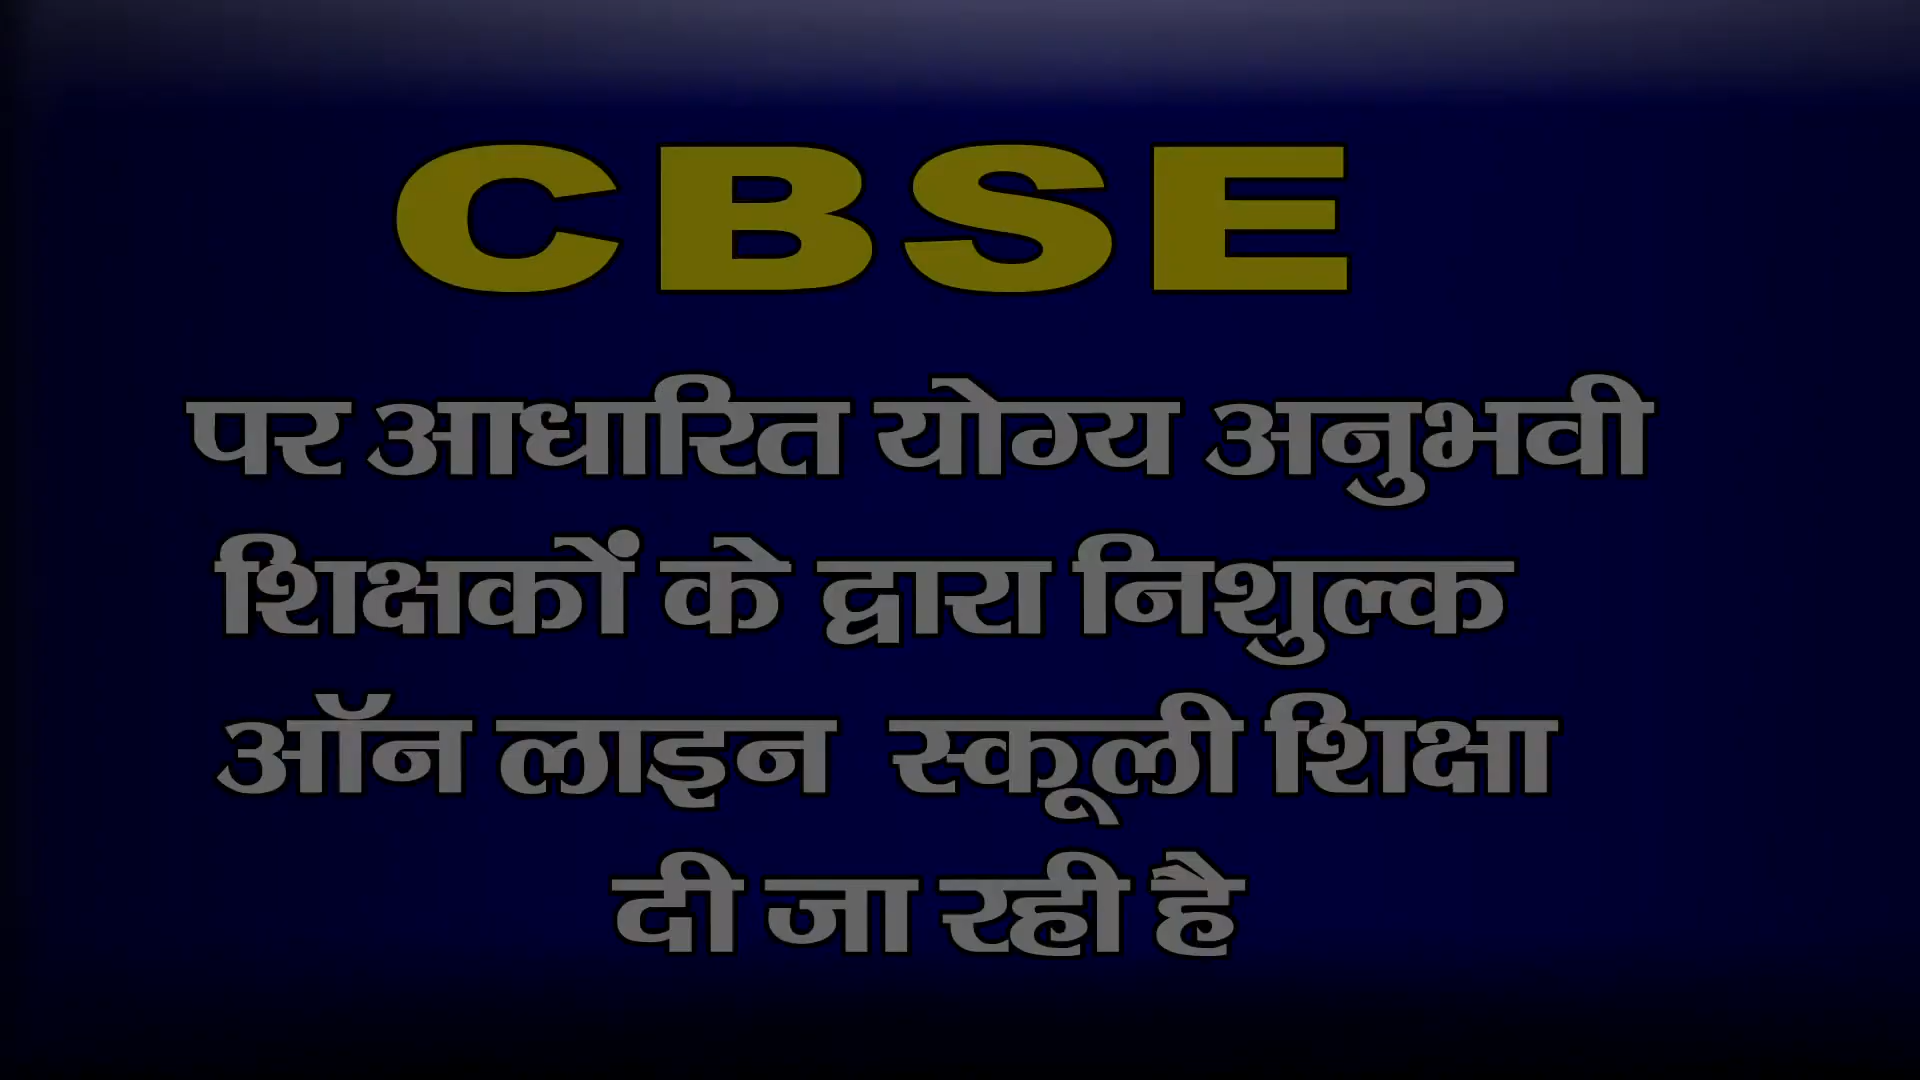 CBSE
पर आधारित योग्य अनुभवी
शिक्षकों के द्वारा निशुल्क
ऑन लाइन स्कूली शिक्षा
दी जा रही है